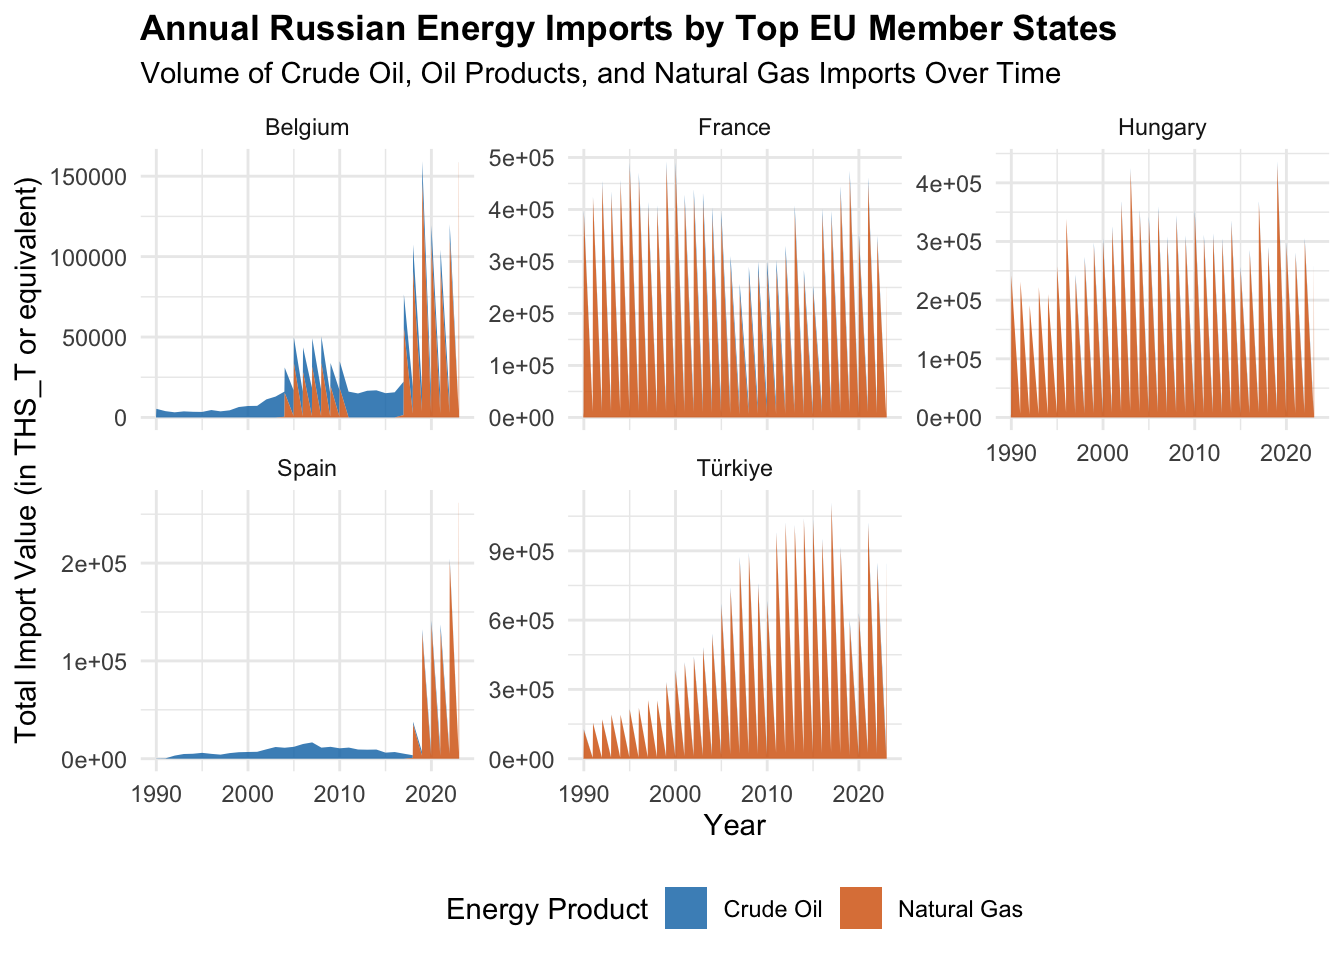 Annual Russian Energy Imports by Top EU Member States
Volume of Crude Oil, Oil Products, and Natural Gas Imports Over Time
Total Import Value (in THS_T or equivalent)
Belgium
150000
100000
50000
0
France
5e+05
4e+05
3e+05
2e+05
1e+05
0e+00
Hungary
4e+05
3e+05
2e+05
1e+05
0e+00
1990 2000 2010 2020
Spain
2e+05
1e+05
0e+00
1990 2000 2010 2020
Türkiye
9e+05
6e+05
3e+05
0e+00
1990 2000 2010 2020
Year
Energy Product Crude Oil Natural Gas